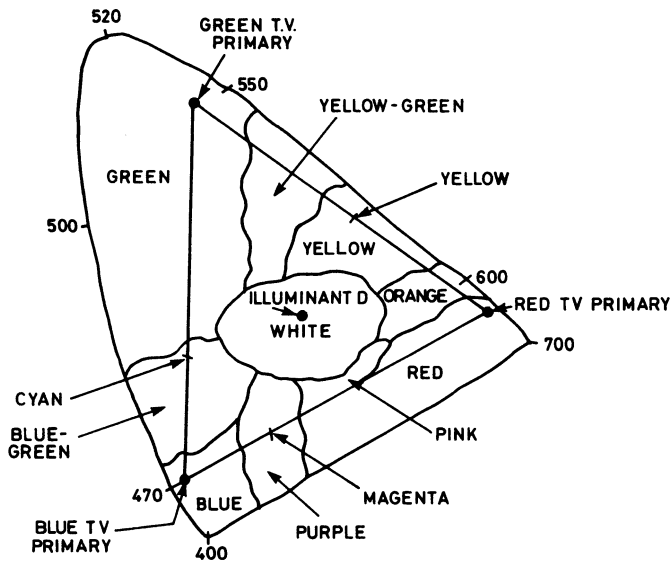 520
GREEN T.V.
PRIMARY
550
YELLOW-GREEN
GREEN
YELLOW
500
YELLOW
600
ILLUMINANT D
ORANGE
RED TV PRIMARY
WHITE
700
RED
CYAN
BLUE-
GREEN
PINK
470
BLUE
MAGENTA
BLUE TV
PRIMARY
PURPLE
400